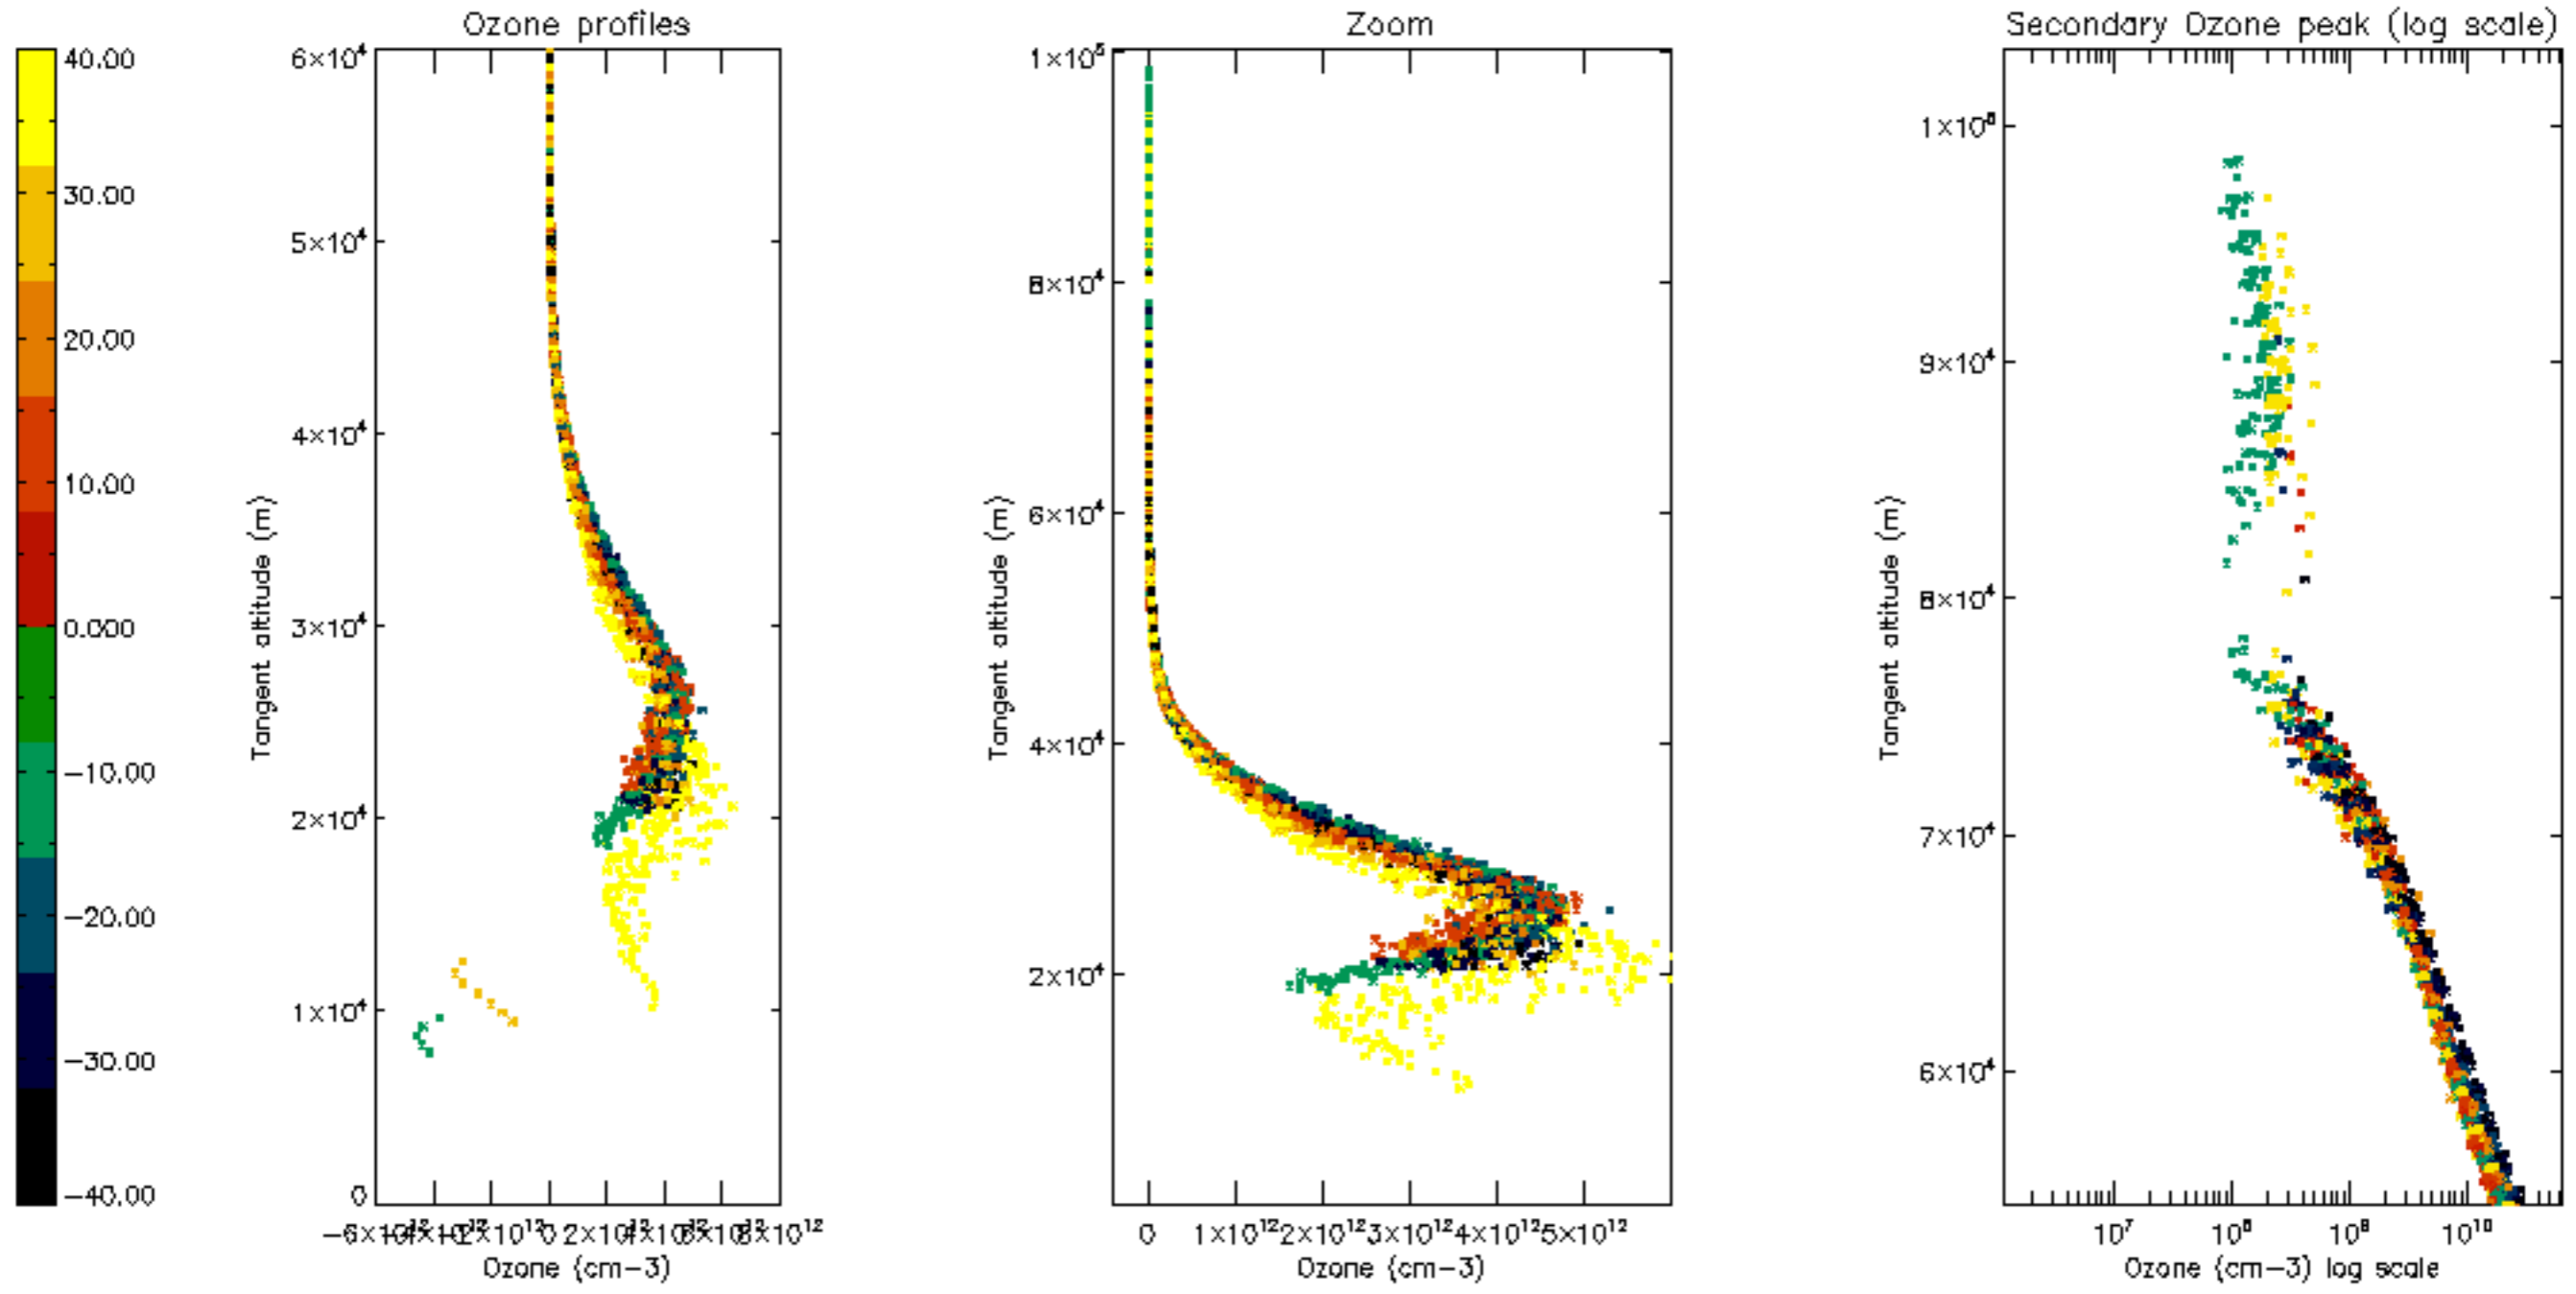 Ozone profiles
Zoom
Secondary Ozone peak (log scale)
40.00
30.00
20.00
10.00
0.000
−10.00
−20.00
−30.00
−40.00
6×10⁴
5×10⁴
4×10⁴
3×10⁴
2×10⁴
1×10⁴
0
Tangent altitude (m)
0 8×10¹²
Ozone (cm−3)
1×10⁵
8×10⁴
6×10⁴
4×10⁴
2×10⁴
Tangent altitude (m)
0 1×10¹² 2×10¹² 3×10¹² 4×10¹² 5×10¹²
Ozone (cm−3)
1×10⁵
9×10⁴
8×10⁴
7×10⁴
6×10⁴
Tangent altitude (m)
10⁷ 10⁸ 10⁹ 10¹⁰
Ozone (cm−3) log scale